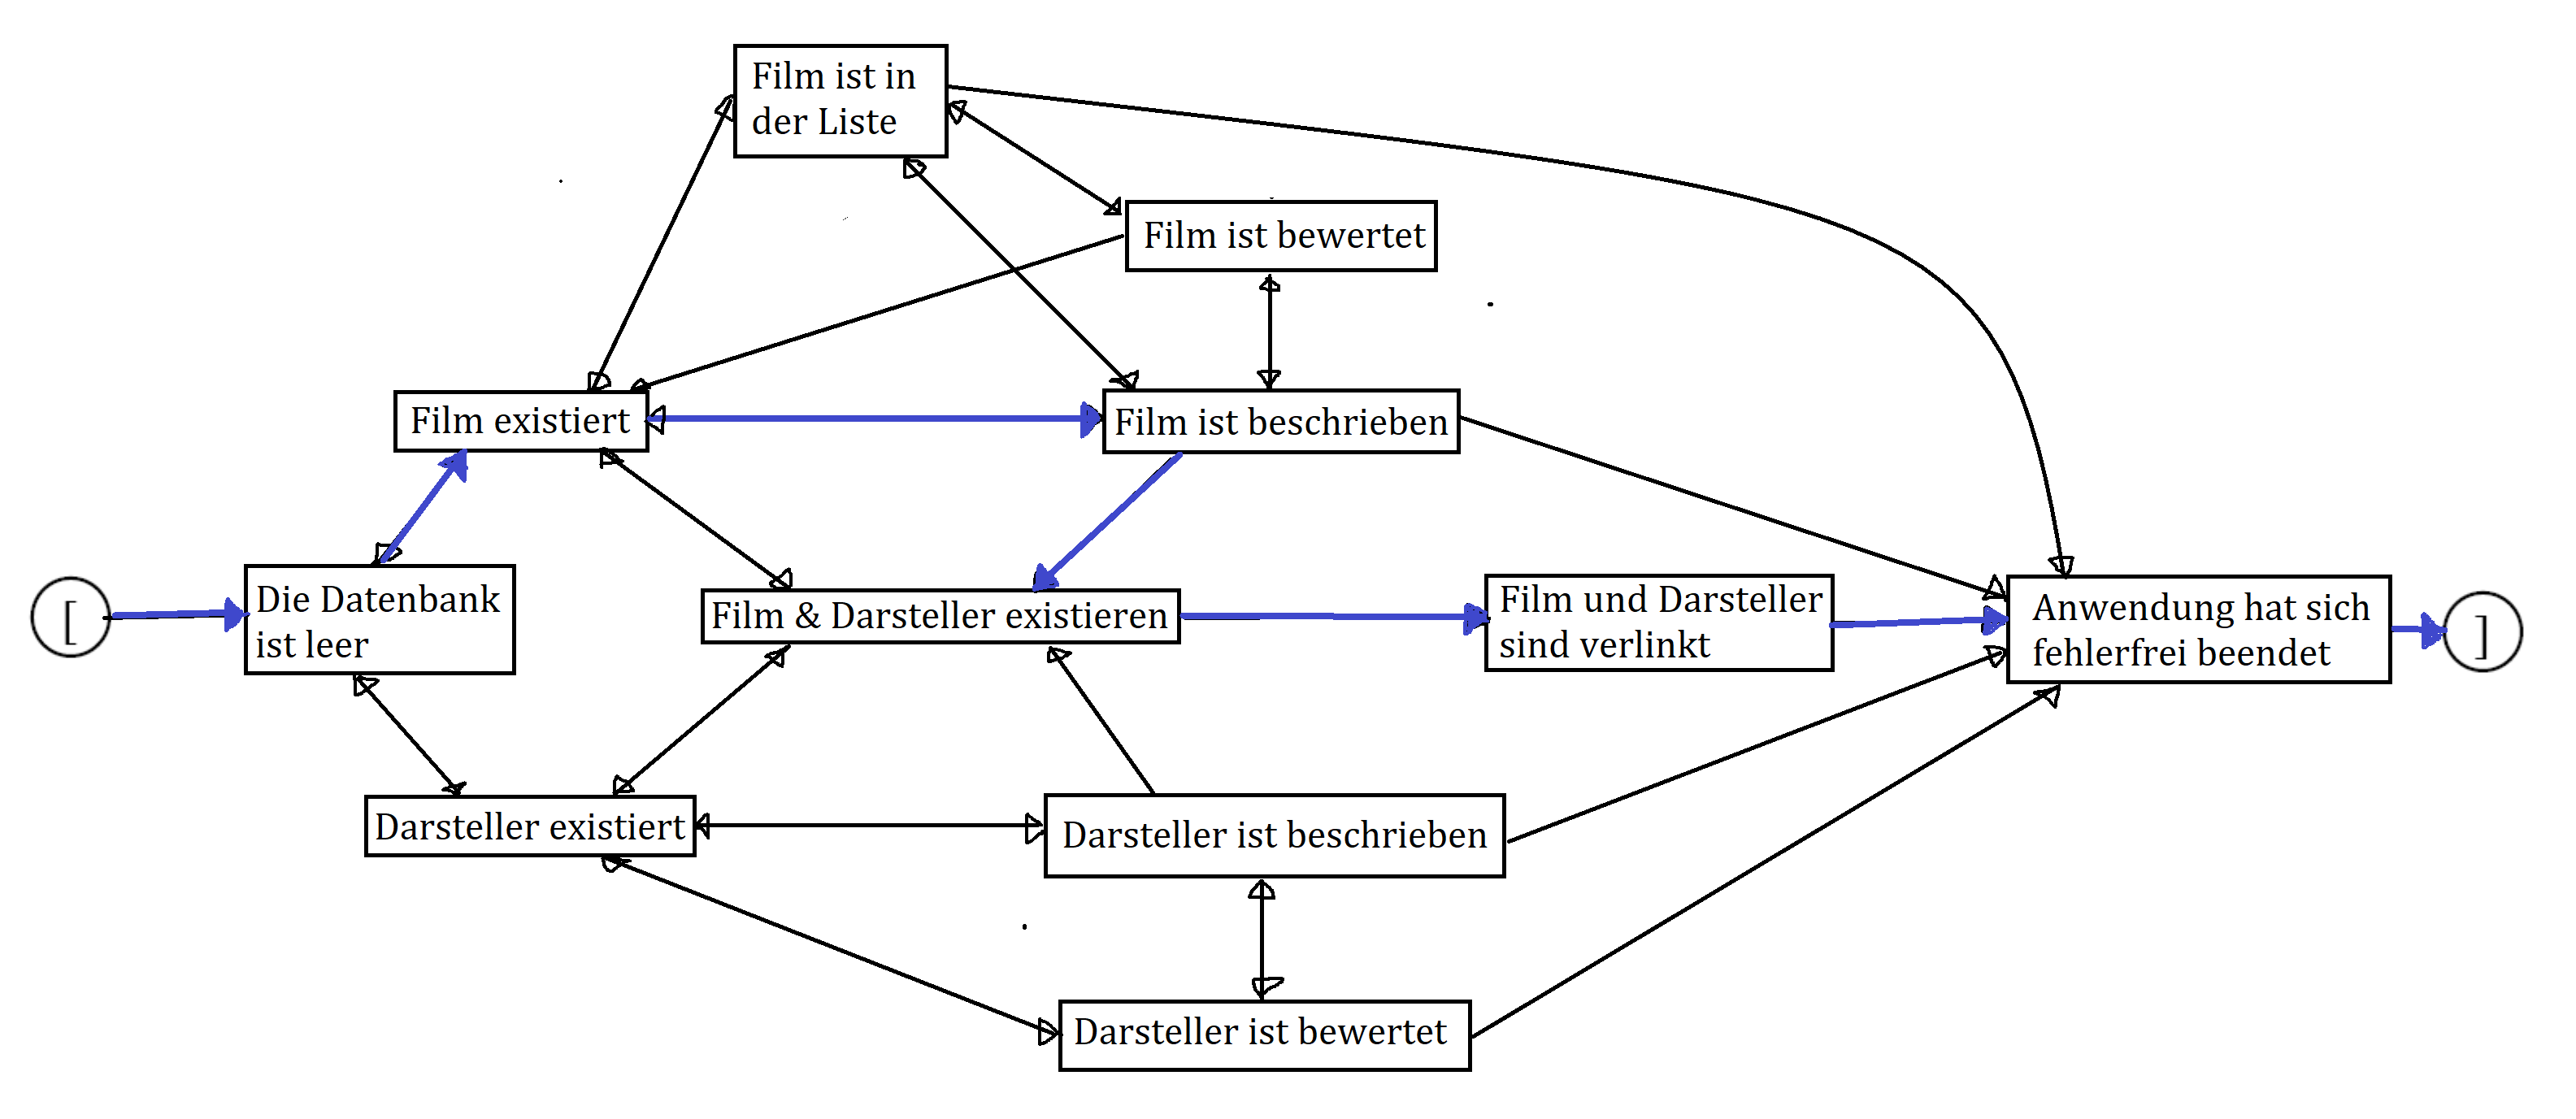 Film ist in
der Liste
Film ist bewertet
Film existiert
Film ist beschrieben
[
Die Datenbank
ist leer
Film & Darsteller existieren
Film und Darsteller
sind verlinkt
Anwendung hat sich
fehlerfrei beendet
]
Darsteller existiert
Darsteller ist beschrieben
Darsteller ist bewertet